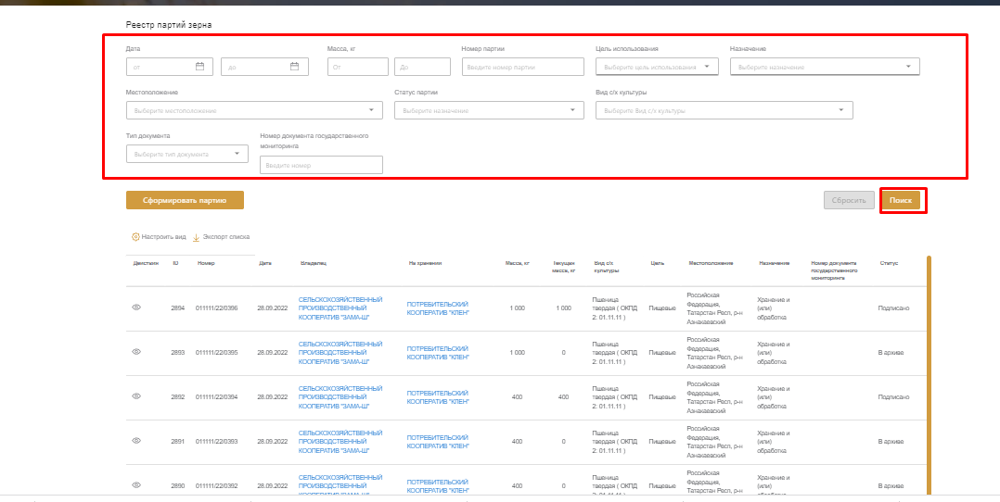 Реестр партий зерна
Дата
Масса, кг
Номер партии
Цель использования
Назначение
от
до
От
До
Введите номер партии
Выберите цель использования
Выберите назначение
Местоположение
Статус партии
Вид с/х культуры
Выберите местоположение
Выберите назначение
Выберите Вид с/х культуры
Тип документа
Номер документа государственного
мониторинга
Выберите тип документа
Введите номер
Сформировать партию
Сбросить
Поиск
Настроить вид
Экспорт списка
Действия
ID
Номер
Дата
Владелец
На хранении
Масса, кг
Текущая
масса, кг
Вид с/х
культуры
Цель
Местоположение
Назначение
Номер документа
государственного
мониторинга
Статус
2894
011111/22/0396
28.09.2022
СЕЛЬСКОХОЗЯЙСТВЕННЫЙ
ПРОИЗВОДСТВЕННЫЙ
КООПЕРАТИВ "ЗАМА-Ш"
ПОТРЕБИТЕЛЬСКИЙ
КООПЕРАТИВ "КЛЕН"
1 000
1 000
Пшеница
твердая ( ОКПД
2: 01.11.11 )
Пищевые
Российская
Федерация,
Татарстан Респ, р-н
Азнакаевский
Хранение и
(или)
обработка
Подписано
2893
011111/22/0395
28.09.2022
СЕЛЬСКОХОЗЯЙСТВЕННЫЙ
ПРОИЗВОДСТВЕННЫЙ
КООПЕРАТИВ "ЗАМА-Ш"
ПОТРЕБИТЕЛЬСКИЙ
КООПЕРАТИВ "КЛЕН"
1 000
0
Пшеница
твердая ( ОКПД
2: 01.11.11 )
Пищевые
Российская
Федерация,
Татарстан Респ, р-н
Азнакаевский
Хранение и
(или)
обработка
В архиве
2892
011111/22/0394
28.09.2022
СЕЛЬСКОХОЗЯЙСТВЕННЫЙ
ПРОИЗВОДСТВЕННЫЙ
КООПЕРАТИВ "ЗАМА-Ш"
ПОТРЕБИТЕЛЬСКИЙ
КООПЕРАТИВ "КЛЕН"
400
400
Пшеница
твердая ( ОКПД
2: 01.11.11 )
Пищевые
Российская
Федерация,
Татарстан Респ, р-н
Азнакаевский
Хранение и
(или)
обработка
Подписано
2891
011111/22/0393
28.09.2022
СЕЛЬСКОХОЗЯЙСТВЕННЫЙ
ПРОИЗВОДСТВЕННЫЙ
КООПЕРАТИВ "ЗАМА-Ш"
ПОТРЕБИТЕЛЬСКИЙ
КООПЕРАТИВ "КЛЕН"
400
0
Пшеница
твердая ( ОКПД
2: 01.11.11 )
Пищевые
Российская
Федерация,
Татарстан Респ, р-н
Азнакаевский
Хранение и
(или)
обработка
В архиве
2890
011111/22/0392
28.09.2022
СЕЛЬСКОХОЗЯЙСТВЕННЫЙ
ПРОИЗВОДСТВЕННЫЙ
КООПЕРАТИВ "ЗАМА-Ш"
ПОТРЕБИТЕЛЬСКИЙ
КООПЕРАТИВ "КЛЕН"
400
0
Пшеница
твердая ( ОКПД
2: 01.11.11 )
Пищевые
Российская
Федерация,
Татарстан Респ, р-н
Хранение и
(или)
обработка
В архиве